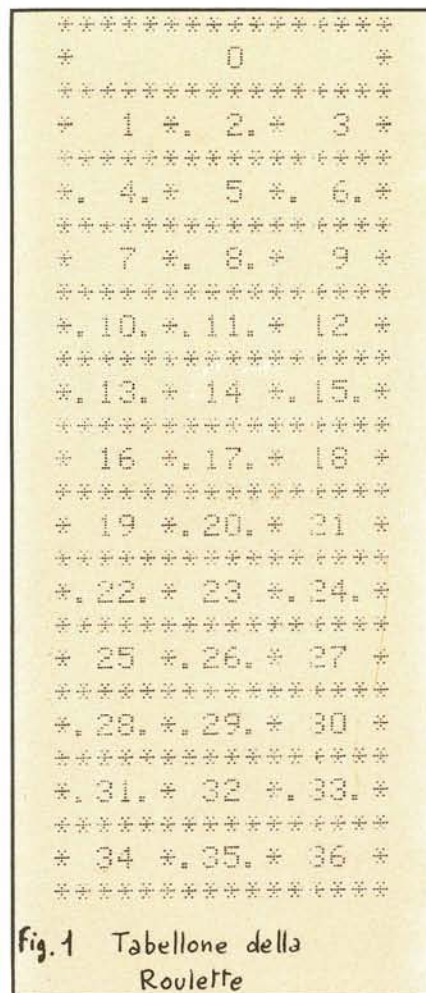 *****************
*       0       *
*****************
*   1  *. 2. *   3  *
*****************
*. 4. *   5  *. 6. *
*****************
*   7  *. 8. *   9  *
*****************
*. 10. *. 11. *  12  *
*****************
*. 13. *  14  *. 15. *
*****************
*  16  *. 17. *  18  *
*****************
*  19  *. 20. *  21  *
*****************
*. 22. *  23  *. 24. *
*****************
*  25  *. 26. *  27  *
*****************
*. 28. *. 29. *  30  *
*****************
*. 31. *  32  *. 33. *
*****************
*  34  *. 35. *  36  *
*****************
Fig. 1 Tabellone della
Roulette